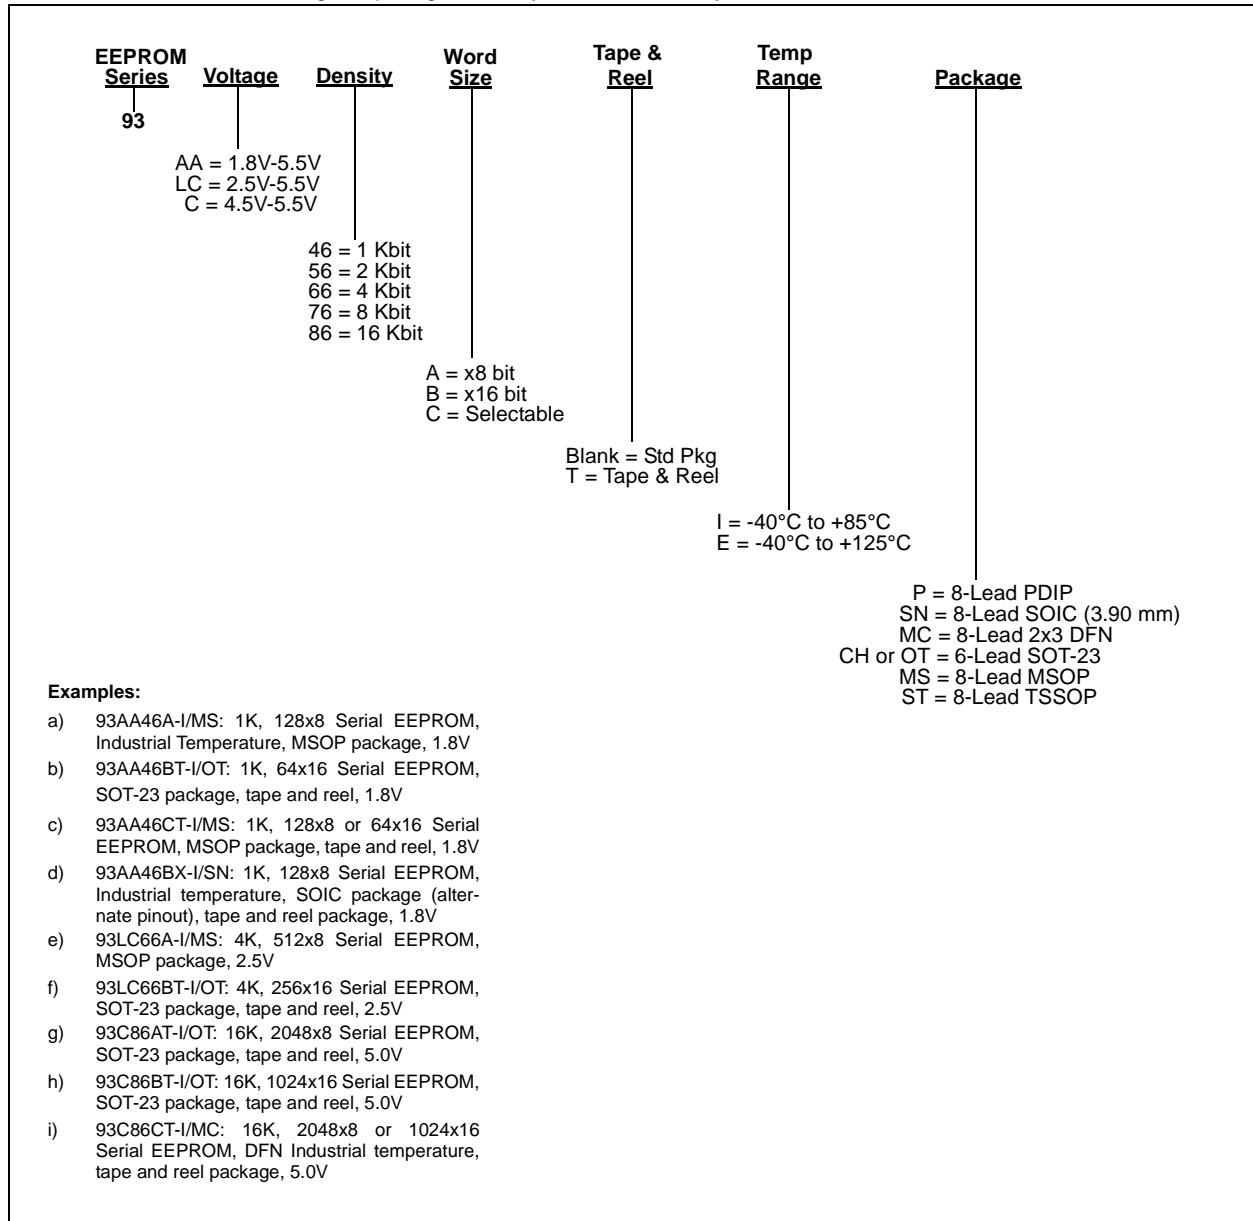 EEPROM Series
Voltage
Density
Word Size
Tape & Reel
Temp Range
Package
93
AA = 1.8V-5.5V
LC = 2.5V-5.5V
C = 4.5V-5.5V
46 = 1 Kbit
56 = 2 Kbit
66 = 4 Kbit
76 = 8 Kbit
86 = 16 Kbit
A = x8 bit
B = x16 bit
C = Selectable
Blank = Std Pkg
T = Tape & Reel
I = -40°C to +85°C
E = -40°C to +125°C
P = 8-Lead PDIP
SN = 8-Lead SOIC (3.90 mm)
MC = 8-Lead 2x3 DFN
CH or OT = 6-Lead SOT-23
MS = 8-Lead MSOP
ST = 8-Lead TSSOP
Examples:
a) 93AA46A-I/MS: 1K, 128x8 Serial EEPROM,
Industrial Temperature, MSOP package, 1.8V
b) 93AA46BT-I/OT: 1K, 64x16 Serial EEPROM,
SOT-23 package, tape and reel, 1.8V
c) 93AA46CT-I/MS: 1K, 128x8 or 64x16 Serial
EEPROM, MSOP package, tape and reel, 1.8V
d) 93AA46BX-I/SN: 1K, 128x8 Serial EEPROM,
Industrial temperature, SOIC package (alter-
nate pinout), tape and reel package, 1.8V
e) 93LC66A-I/MS: 4K, 512x8 Serial EEPROM,
MSOP package, 2.5V
f) 93LC66BT-I/OT: 4K, 256x16 Serial EEPROM,
SOT-23 package, tape and reel, 2.5V
g) 93C86AT-I/OT: 16K, 2048x8 Serial EEPROM,
SOT-23 package, tape and reel, 5.0V
h) 93C86BT-I/OT: 16K, 1024x16 Serial EEPROM,
SOT-23 package, tape and reel, 5.0V
i) 93C86CT-I/MC: 16K, 2048x8 or 1024x16
Serial EEPROM, DFN Industrial temperature,
tape and reel package, 5.0V